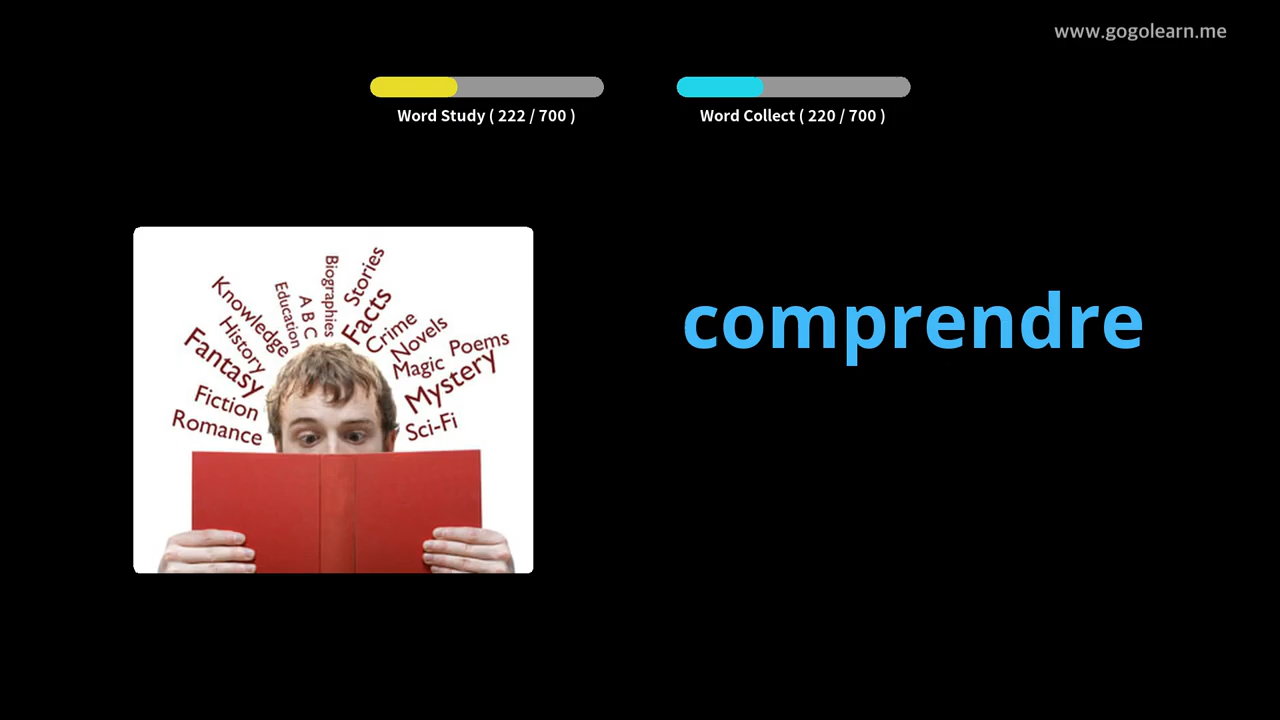 www.gogolearn.me
Word Study ( 222 / 700 )
Word Collect ( 220 / 700 )
comprendre
Romance
Fiction
Fantasy
History
Knowledge
Education
A B C
Biographies
Stories
Facts
Crime
Novels
Magic
Poems
Mystery
Sci-Fi